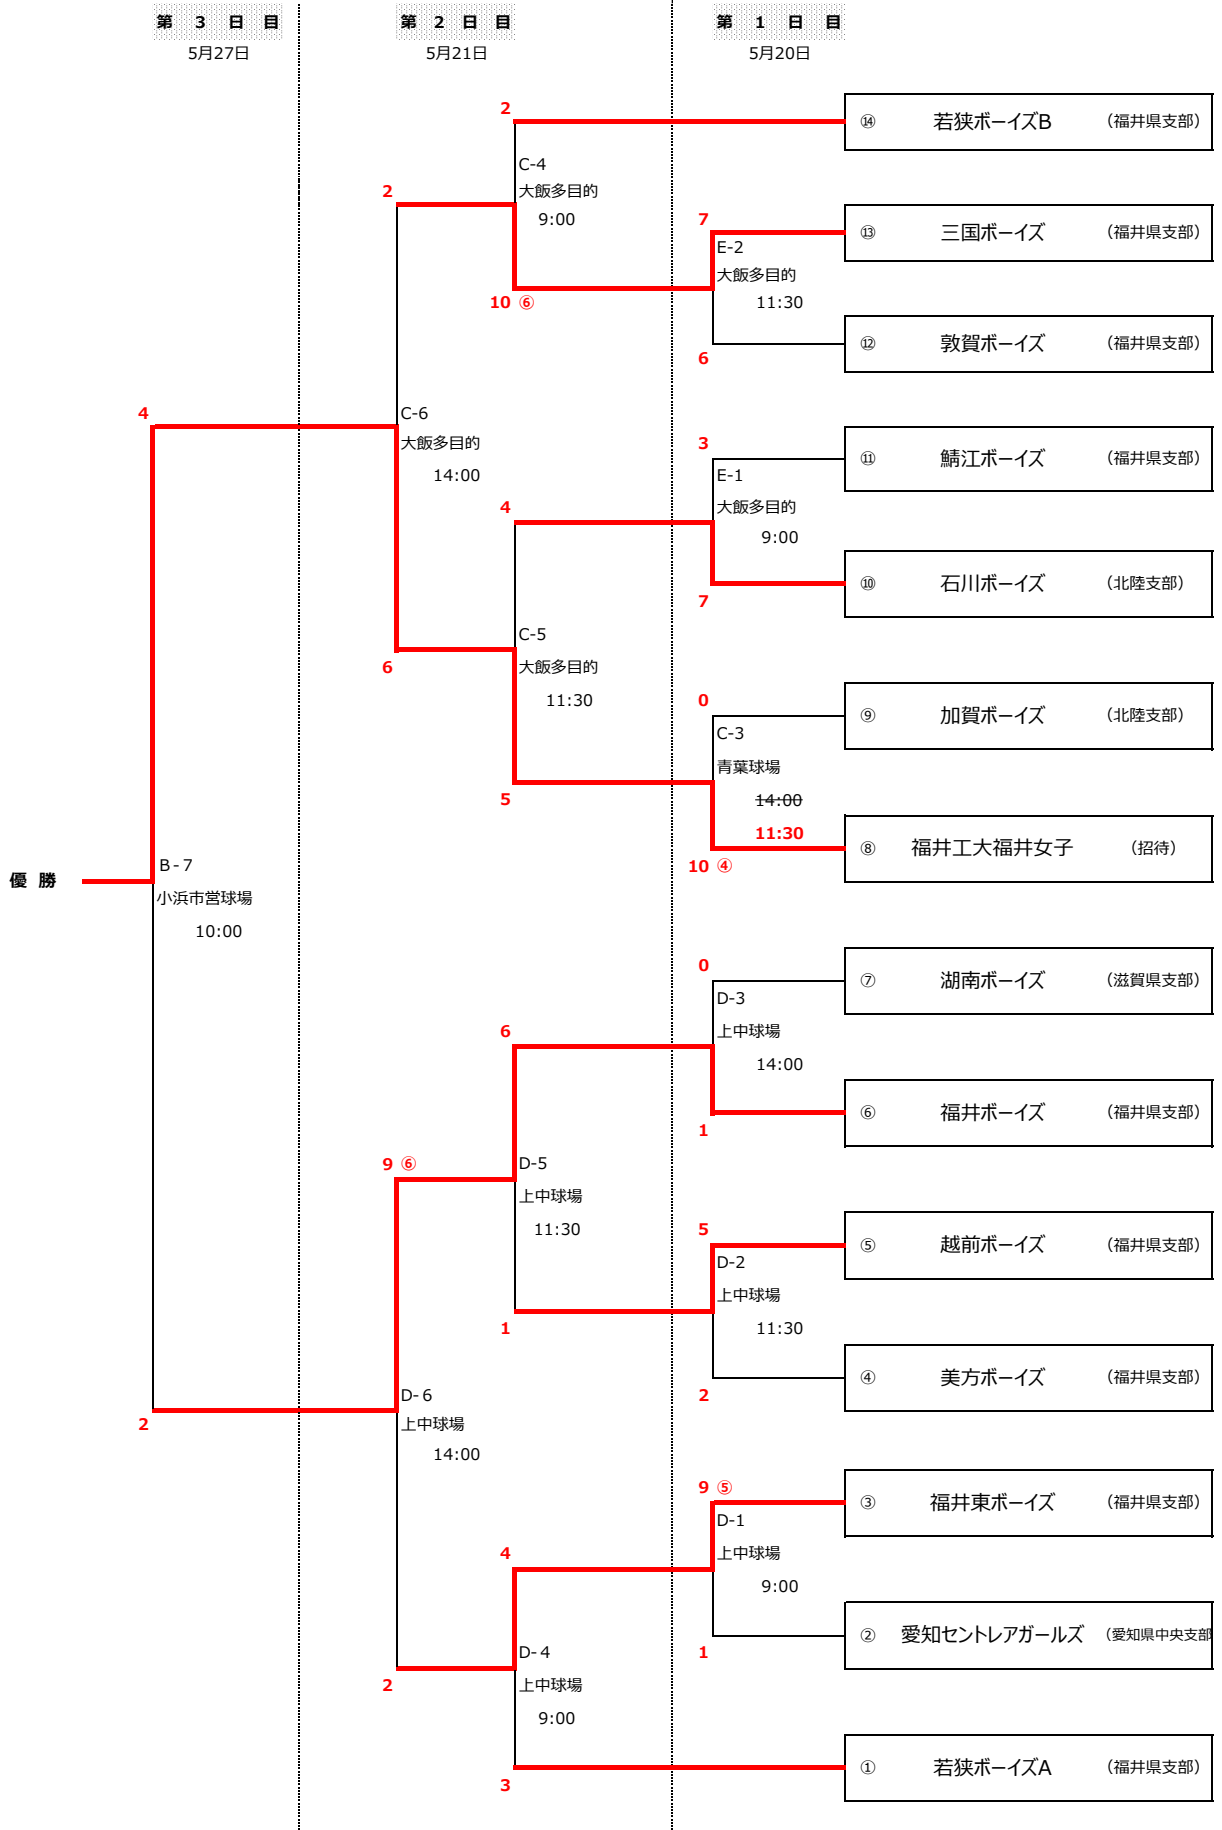 第 3 日 目
第 2 日 目
第 1 日 目
5月27日
5月21日
5月20日
2
⑭ 若狭ボーイズB (福井県支部)
C-4
大飯多目的
9:00
2
7
⑬ 三国ボーイズ (福井県支部)
E-2
大飯多目的
11:30
10 ⑥
6
⑫ 敦賀ボーイズ (福井県支部)
4
C-6
大飯多目的
14:00
3
⑪ 鯖江ボーイズ (福井県支部)
E-1
大飯多目的
9:00
4
7
⑩ 石川ボーイズ (北陸支部)
C-5
大飯多目的
11:30
6
0
⑨ 加賀ボーイズ (北陸支部)
C-3
青葉球場
14:00
11:30
5
10 ④
⑧ 福井工大福井女子 (招待)
優 勝
B-7
小浜市営球場
10:00
0
⑦ 湖南ボーイズ (滋賀県支部)
D-3
上中球場
14:00
6
1
⑥ 福井ボーイズ (福井県支部)
9 ⑥
D-5
上中球場
11:30
5
⑤ 越前ボーイズ (福井県支部)
D-2
上中球場
11:30
1
2
④ 美方ボーイズ (福井県支部)
2
D-6
上中球場
14:00
9 ⑤
③ 福井東ボーイズ (福井県支部)
D-1
上中球場
9:00
4
1
② 愛知セントレアガールズ (愛知県中央支部
D-4
上中球場
9:00
2
3
① 若狭ボーイズA (福井県支部)